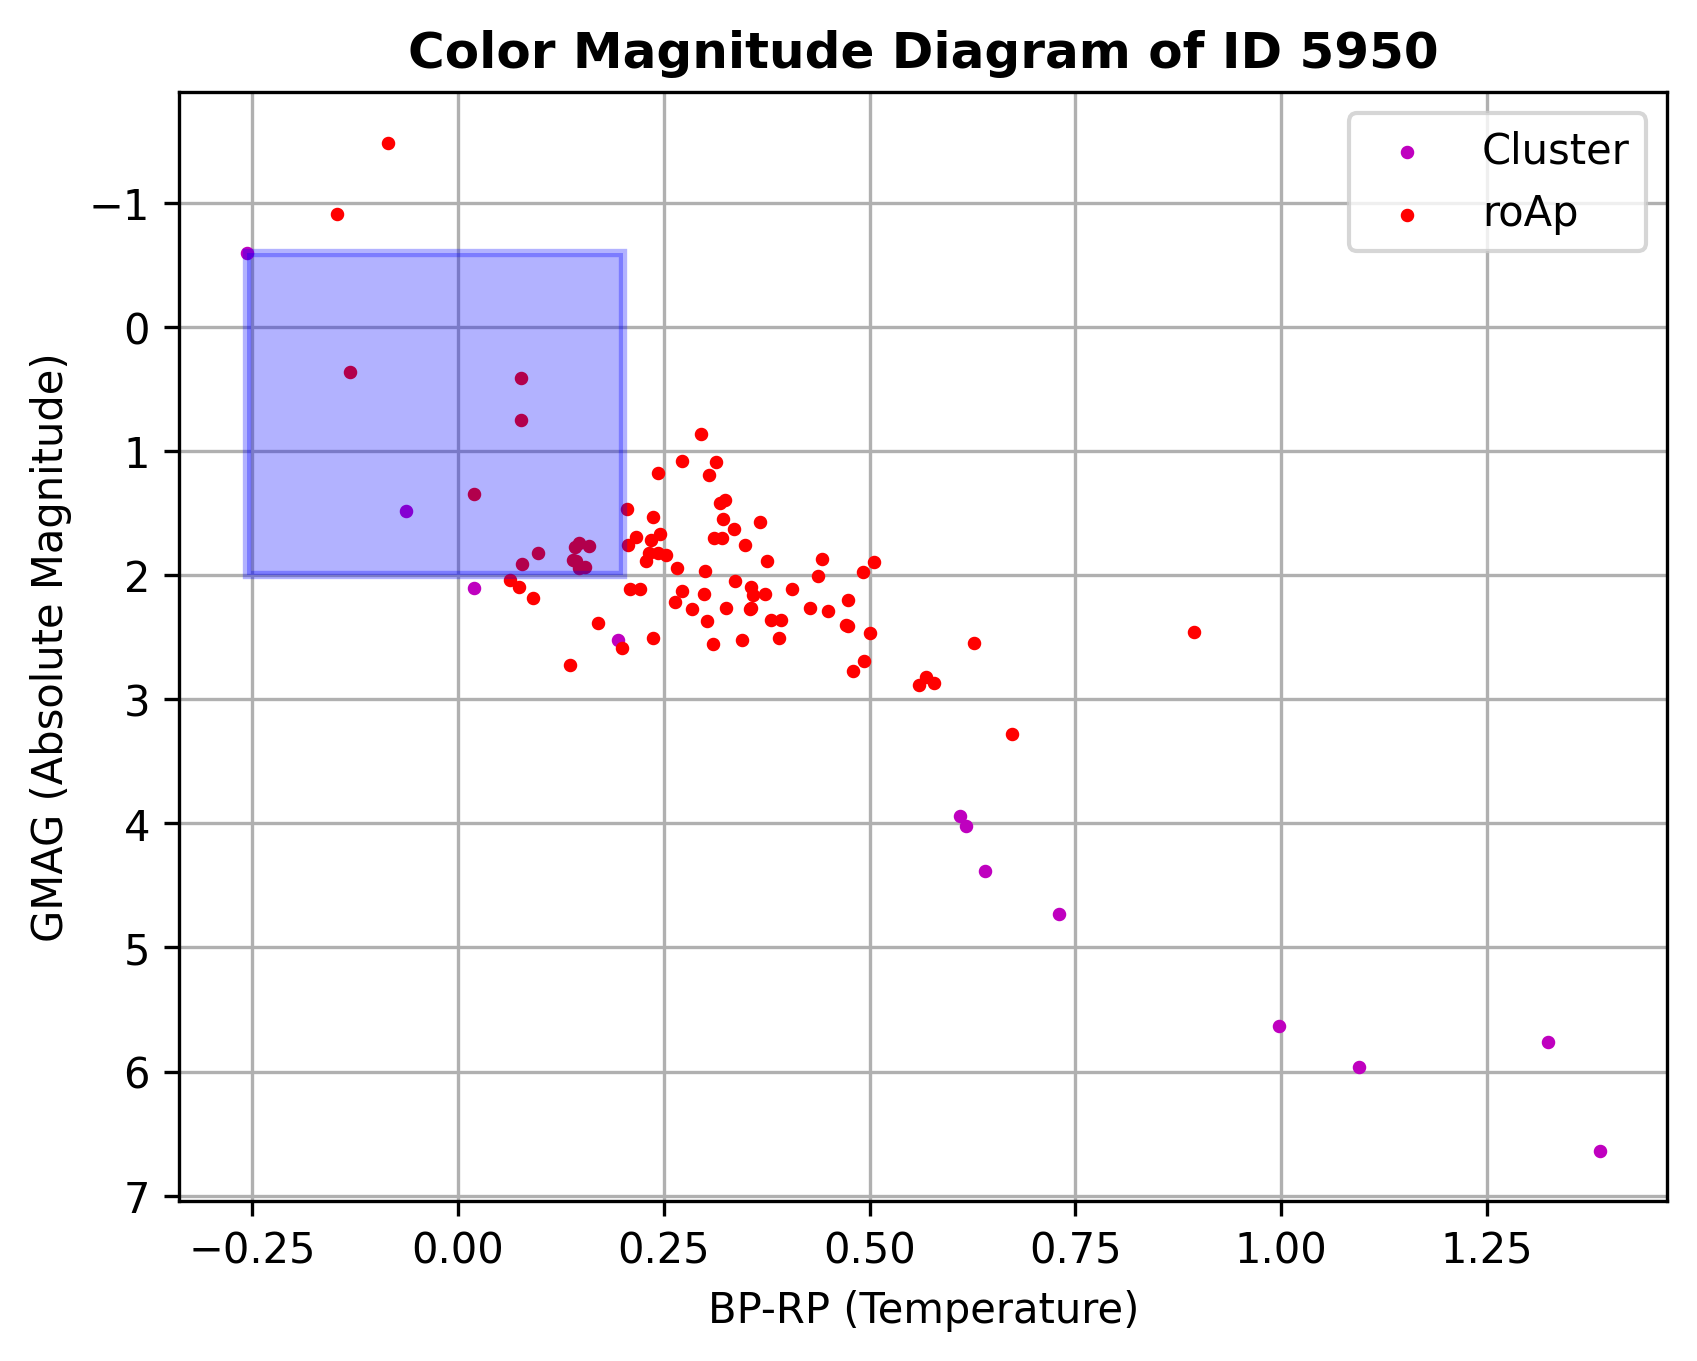 Color Magnitude Diagram of ID 5950
Cluster
roAp
GMAG (Absolute Magnitude)
−1
0
1
2
3
4
5
6
7
−0.25 0.00 0.25 0.50 0.75 1.00 1.25
BP-RP (Temperature)